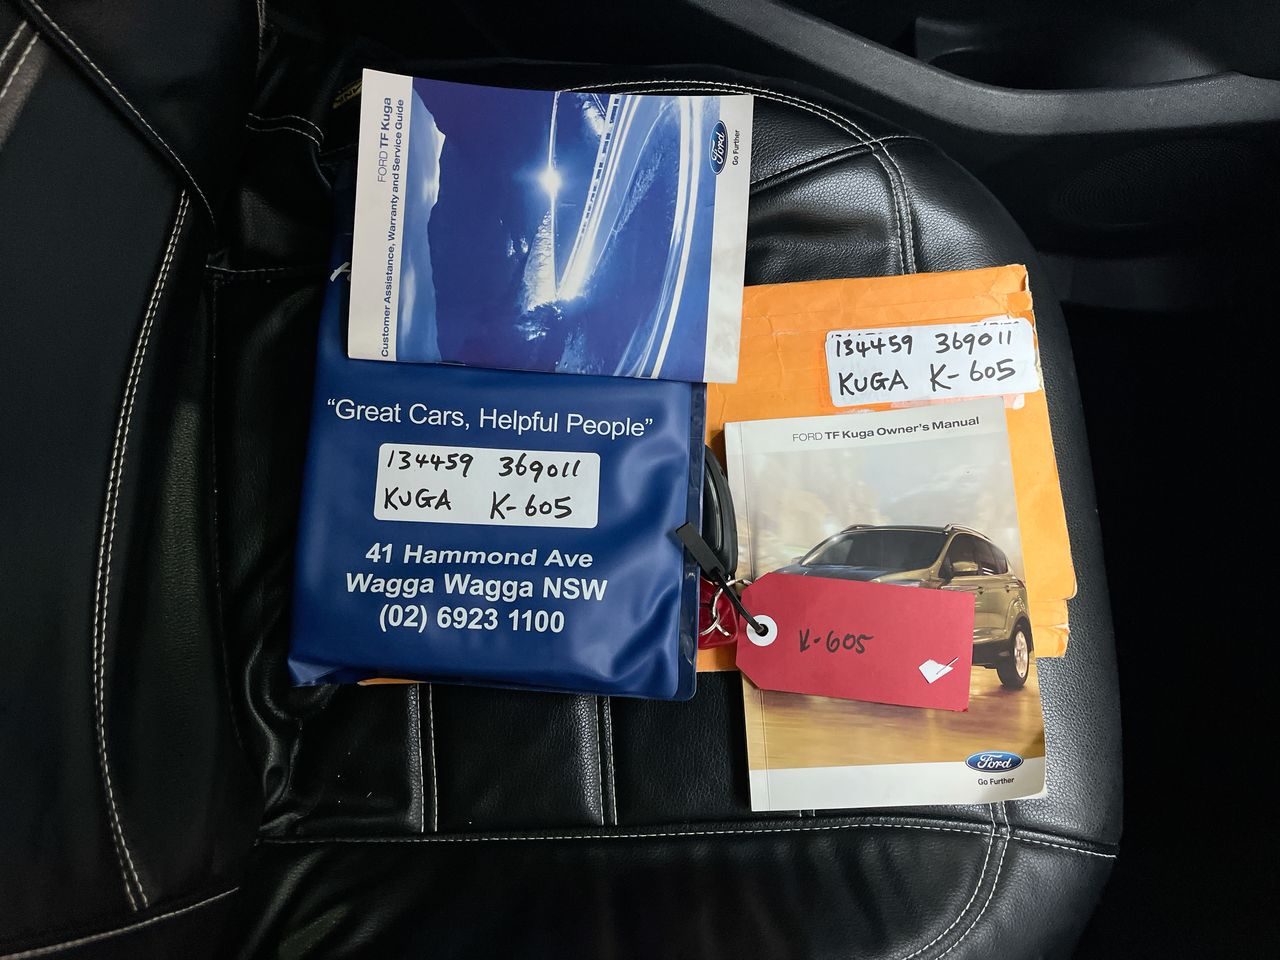 FORD TF Kuga
Customer Assistance, Warranty and Service Guide
Ford
Go Further
“Great Cars, Helpful People”
134459 369011
KUGA K-605
41 Hammond Ave
Wagga Wagga NSW
(02) 6923 1100
134459 369011
KUGA K-605
FORD TF Kuga Owner's Manual
K-605
Ford
Go Further